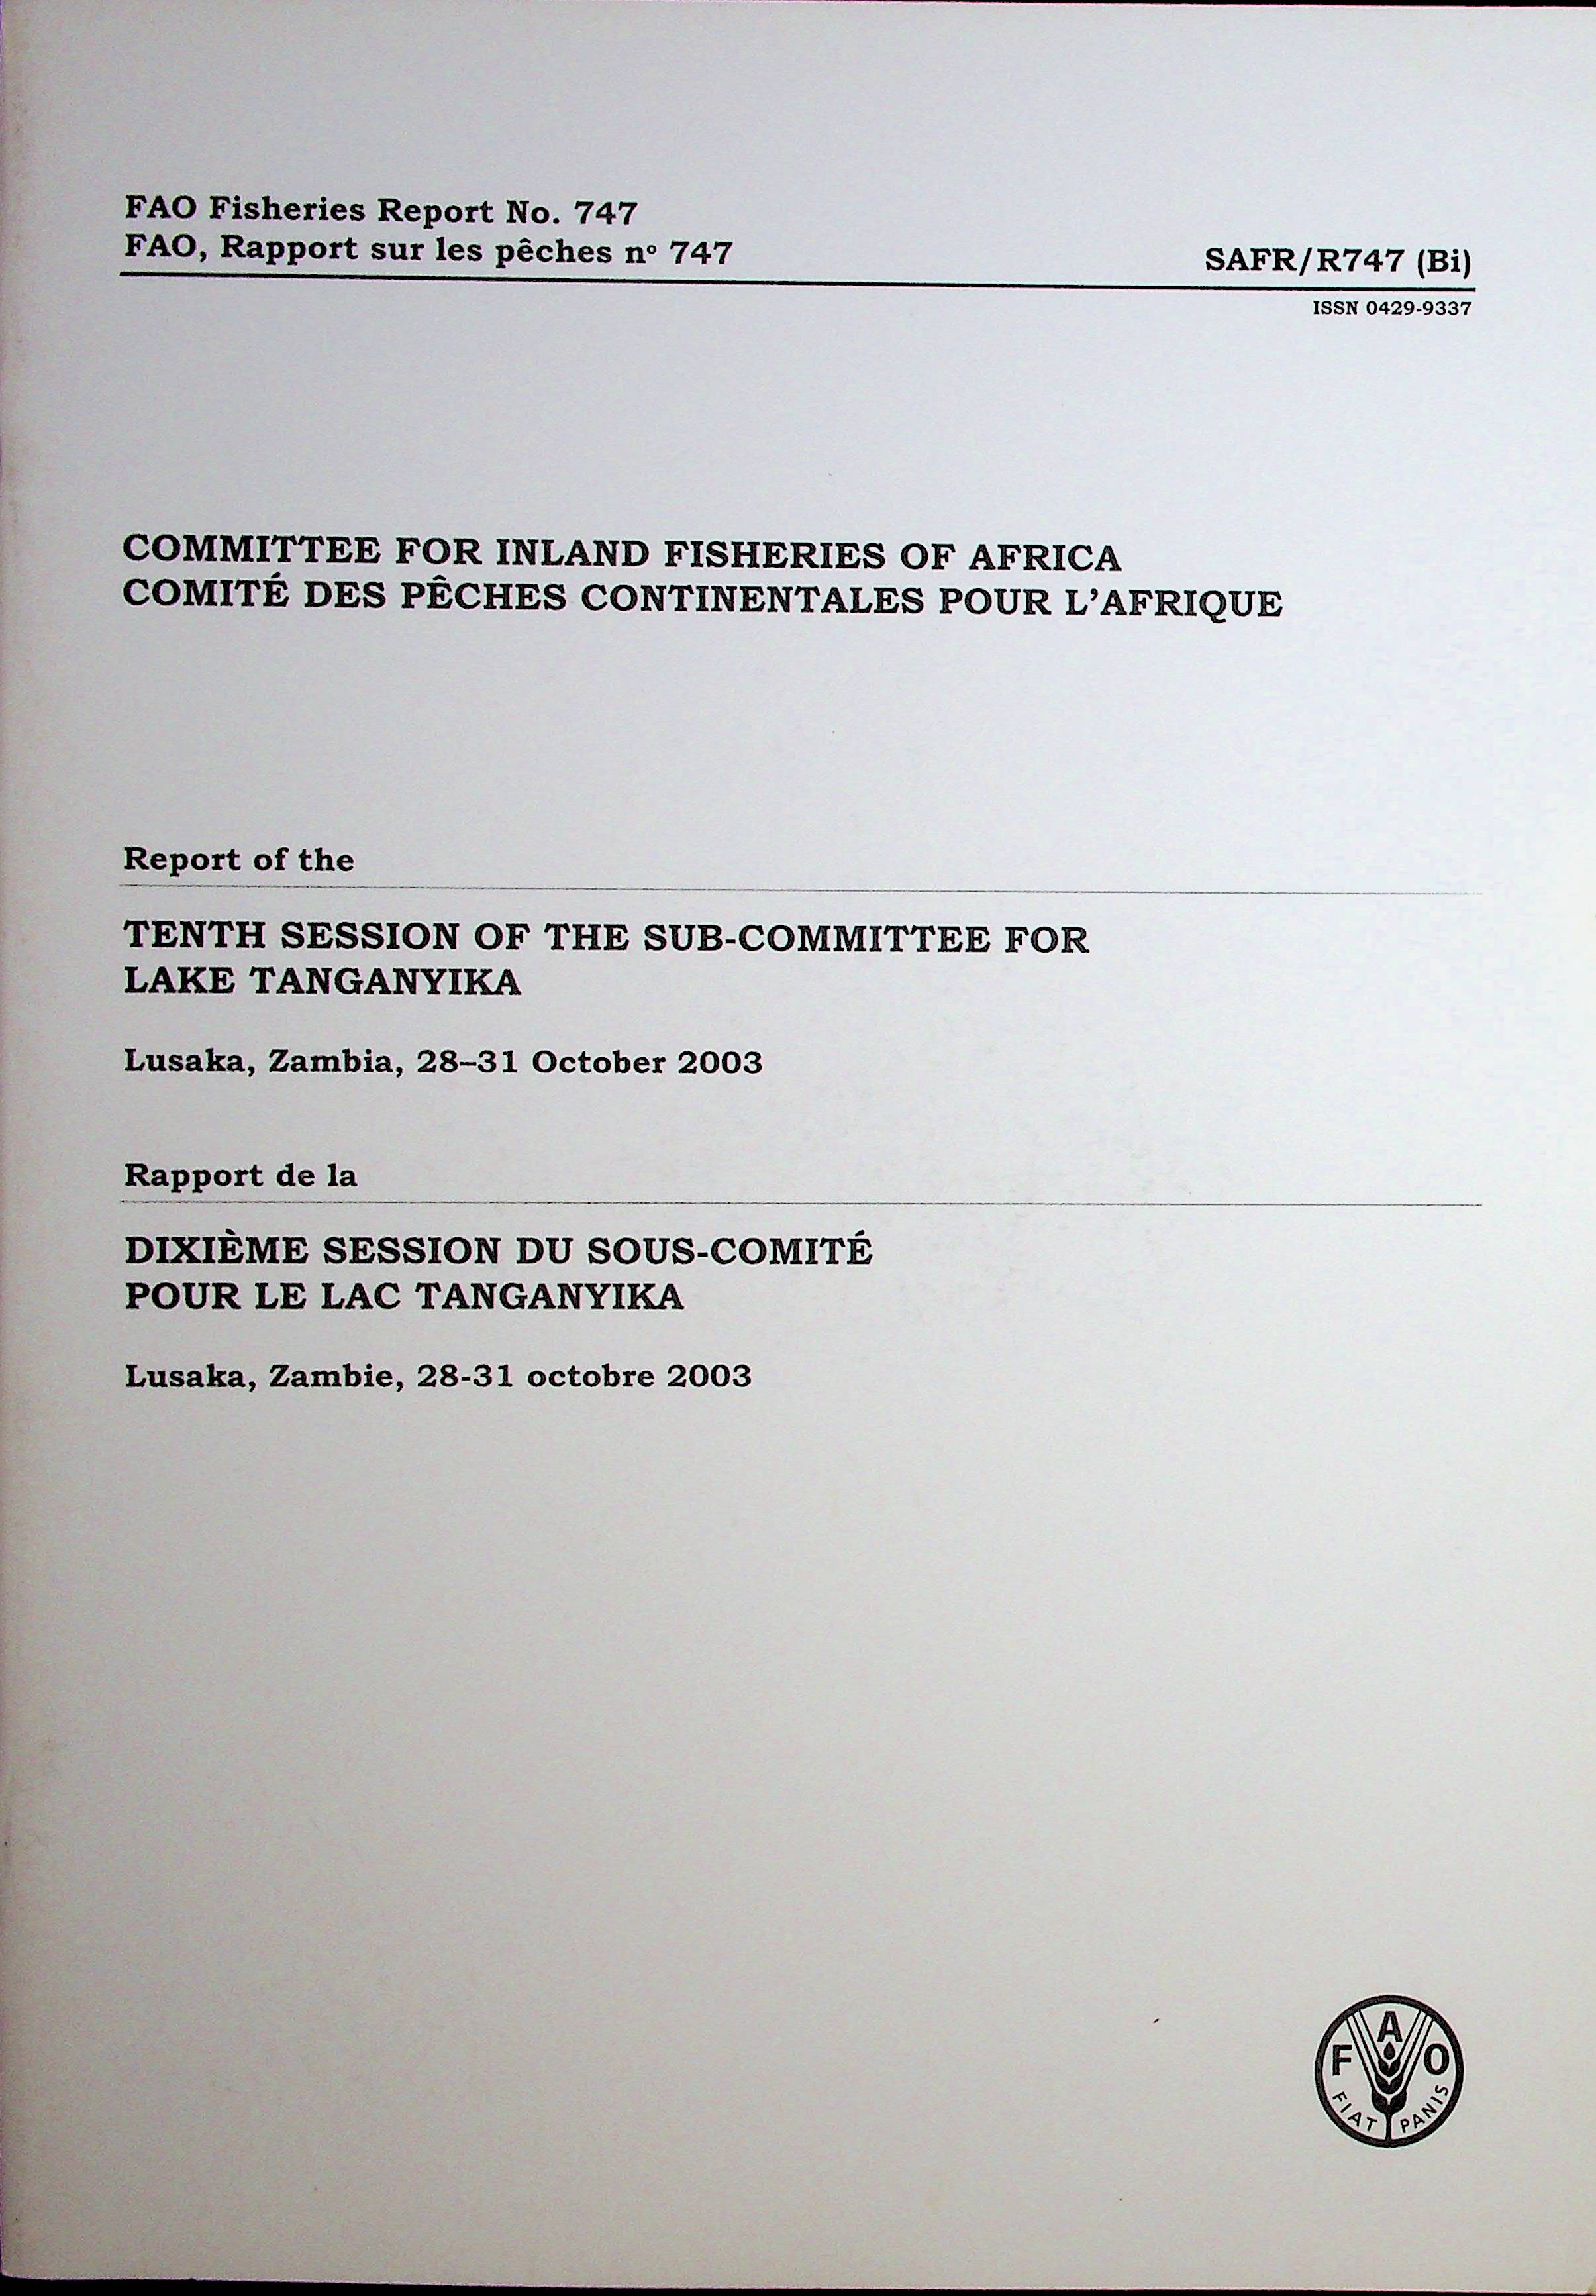 FAO Fisheries Report No. 747
FAO, Rapport sur les pêches nº 747
SAFR/R747 (Bi)
ISSN 0429-9337
COMMITTEE FOR INLAND FISHERIES OF AFRICA
COMITÉ DES PÊCHES CONTINENTALES POUR L'AFRIQUE
Report of the
TENTH SESSION OF THE SUB-COMMITTEE FOR
LAKE TANGANYIKA
Lusaka, Zambia, 28–31 October 2003
Rapport de la
DIXIÈME SESSION DU SOUS-COMITÉ
POUR LE LAC TANGANYIKA
Lusaka, Zambie, 28-31 octobre 2003
F A O
FIAT PANIS